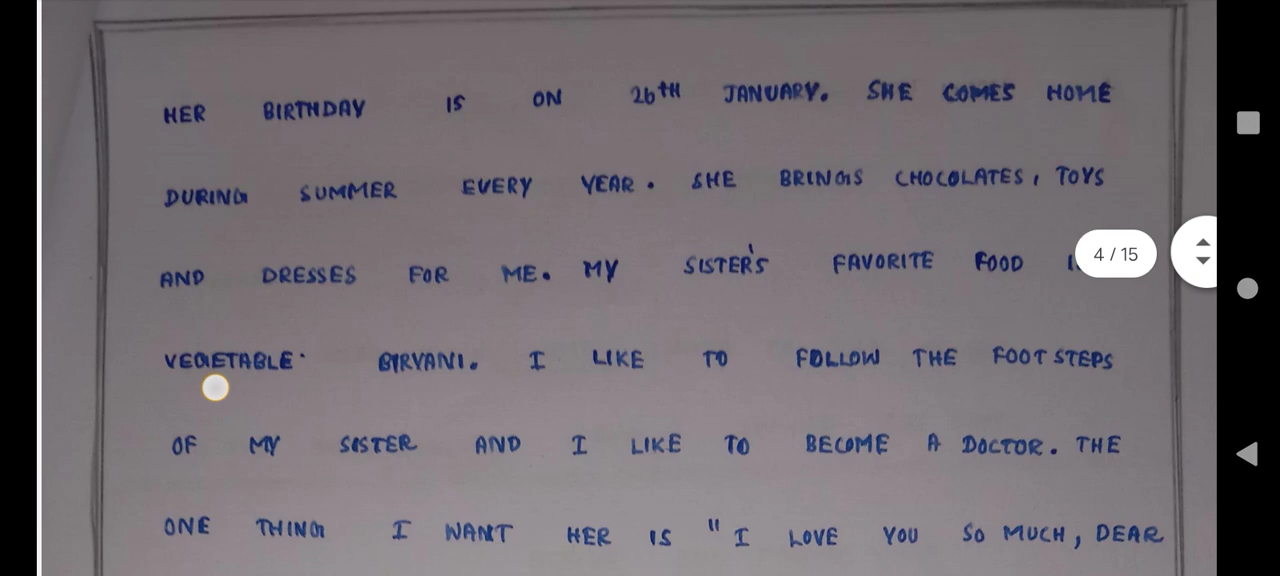 HER BIRTHDAY IS ON 26TH JANUARY. SHE COMES HOME
DURING SUMMER EVERY YEAR. SHE BRINGS CHOCOLATES, TOYS
AND DRESSES FOR ME. MY SISTER'S FAVORITE FOOD
4 / 15
VEGETABLE BIRYANI. I LIKE TO FOLLOW THE FOOT STEPS
OF MY SISTER AND I LIKE TO BECOME A DOCTOR. THE
ONE THING I WANT HER IS "I LOVE YOU SO MUCH, DEAR